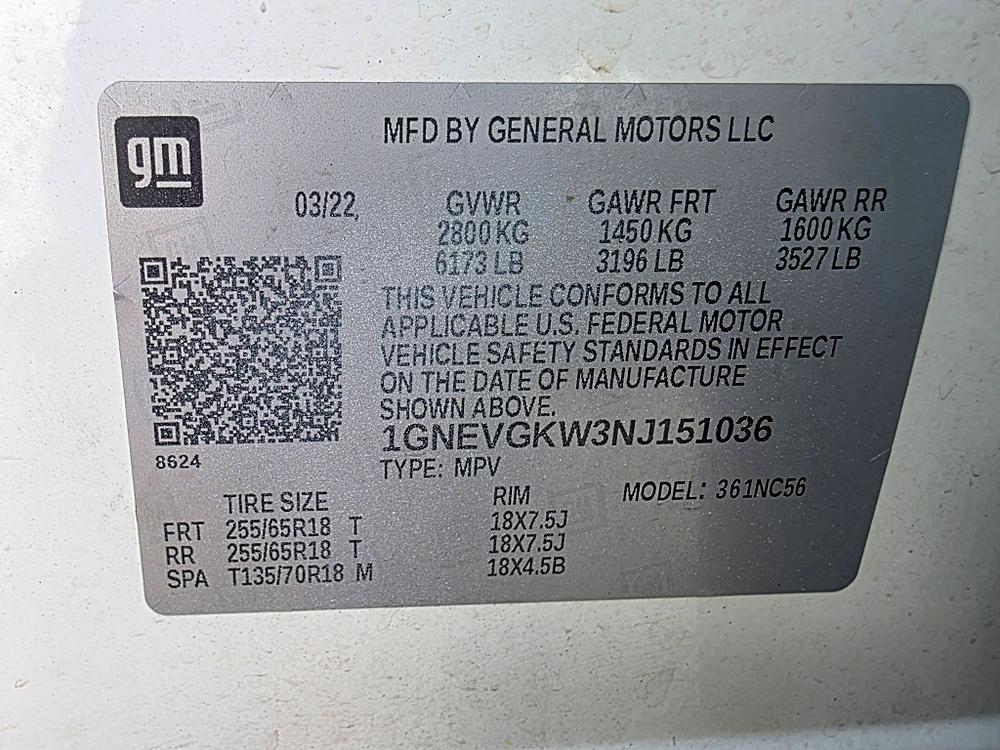 gm
MFD BY GENERAL MOTORS LLC
03/22, GVWR GAWR FRT GAWR RR
2800 KG 1450 KG 1600 KG
6173 LB 3196 LB 3527 LB
THIS VEHICLE CONFORMS TO ALL
APPLICABLE U.S. FEDERAL MOTOR
VEHICLE SAFETY STANDARDS IN EFFECT
ON THE DATE OF MANUFACTURE
SHOWN ABOVE.
1GNEVGKW3NJ151036
8624
TYPE: MPV
MODEL: 361NC56
TIRE SIZE RIM
FRT 255/65R18 T 18X7.5J
RR 255/65R18 T 18X7.5J
SPA T135/70R18 M 18X4.5B